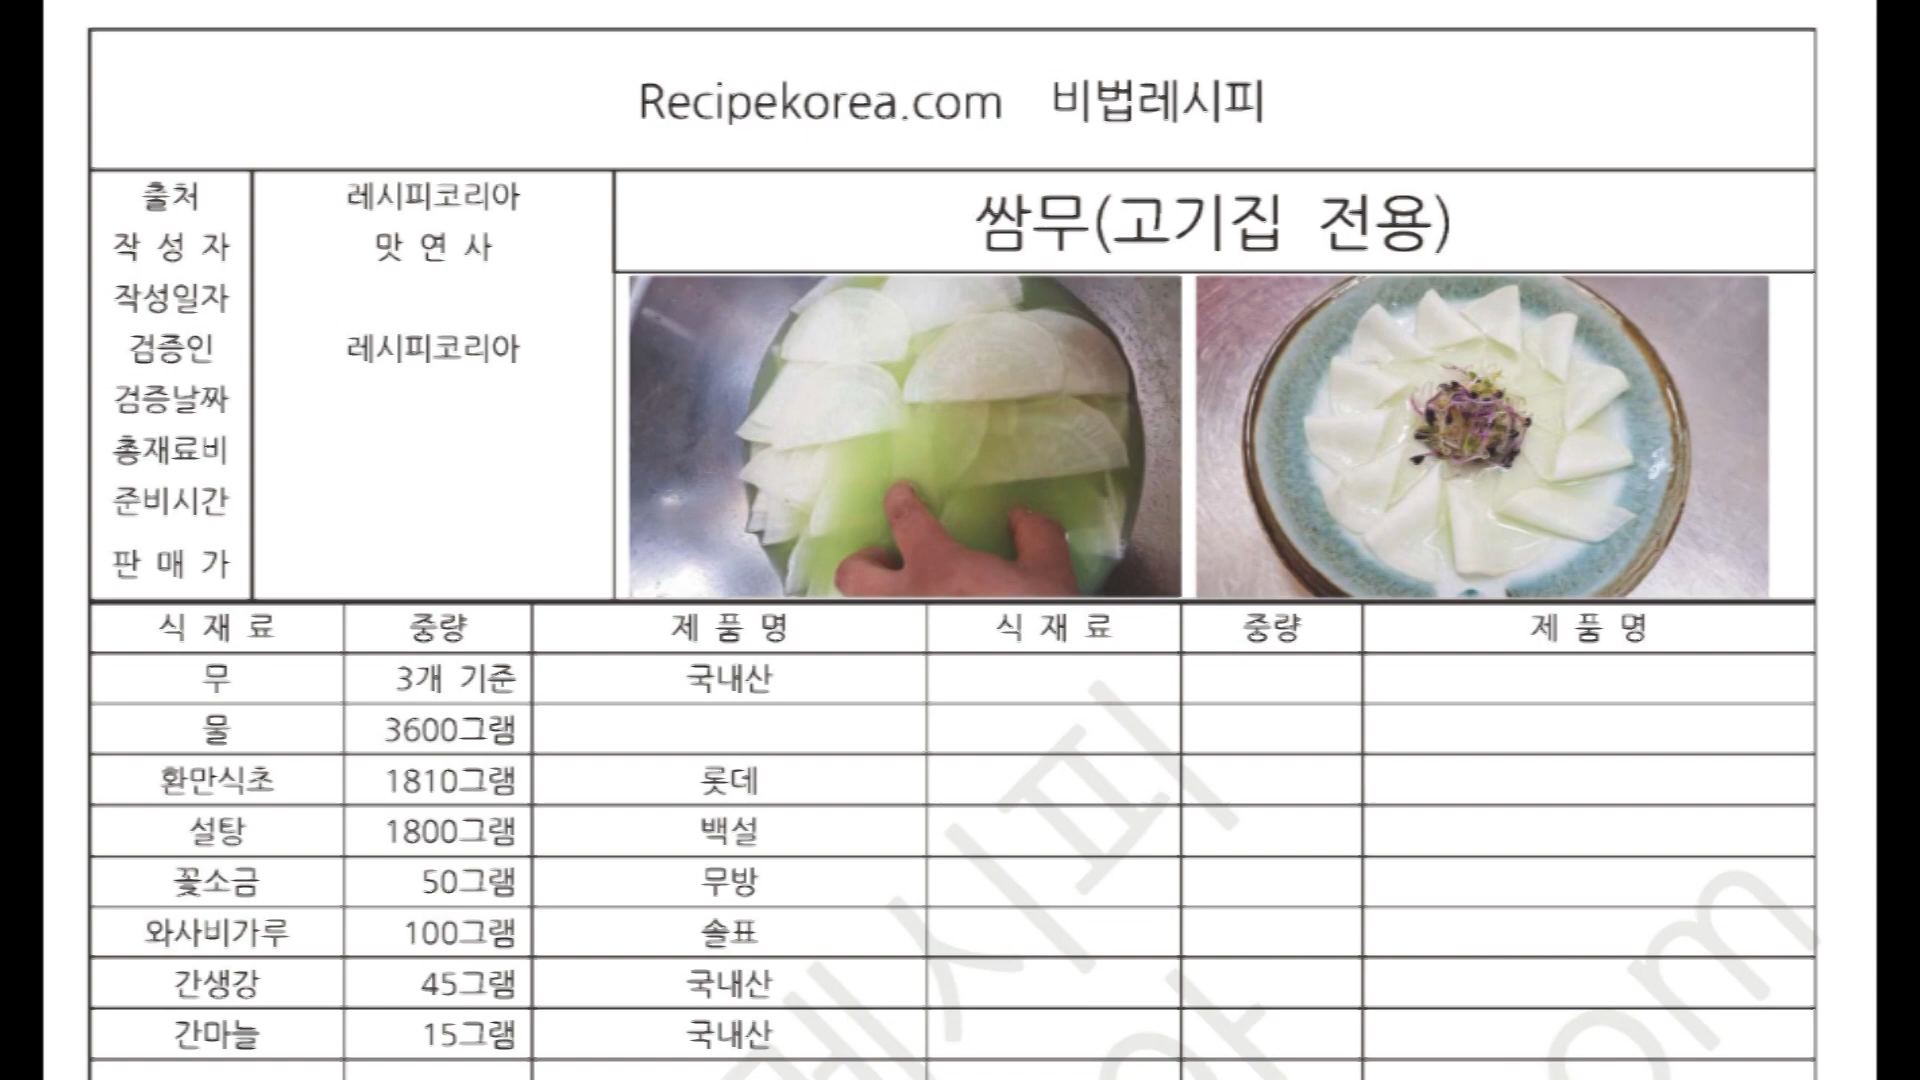 Recipekorea.com 비법레시피
출처 레시피코리아
쌈무(고기집 전용)
작 성 자 맛 연 사
작성일자
검증인 레시피코리아
검증날짜
총재료비
준비시간
판 매 가
식 재 료 중량 제 품 명 식 재 료 중량 제 품 명
무 3개 기준 국내산
물 3600그램
환만식초 1810그램 롯데
설탕 1800그램 백설
꽃소금 50그램 무방
와사비가루 100그램 솔표
간생강 45그램 국내산
간마늘 15그램 국내산
레시피
om